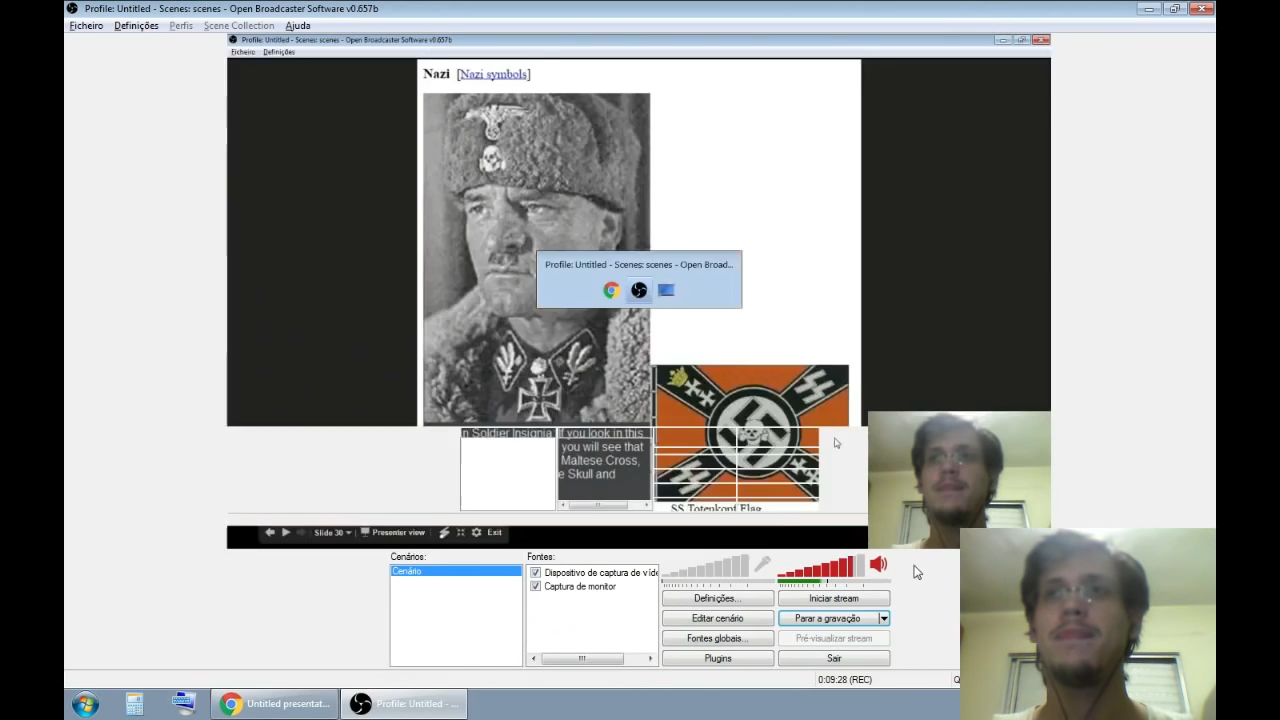 Profile: Untitled - Scenes: scenes - Open Broadcaster Software v0.657b
Ficheiro Definições Perfis Scene Collection Ajuda
Profile: Untitled - Scenes: scenes - Open Broadcaster Software v0.657b
Ficheiro Definições
Nazi [Nazi symbols]
Profile: Untitled - Scenes: scenes - Open Broad...
n Soldier Insignia
if you look in this
you will see that
Maltese Cross,
e Skull and
SS Totenkopf Flag
Slide 30 Presenter view Exit
Cenários:
Cenário
Fontes:
Dispositivo de captura de víde
Captura de monitor
Definições... Iniciar stream
Editar cenário Parar a gravação
Fontes globais... Pré-visualizar stream
Plugins Sair
0:09:28 (REC)
Untitled presentat...
Profile: Untitled - ...